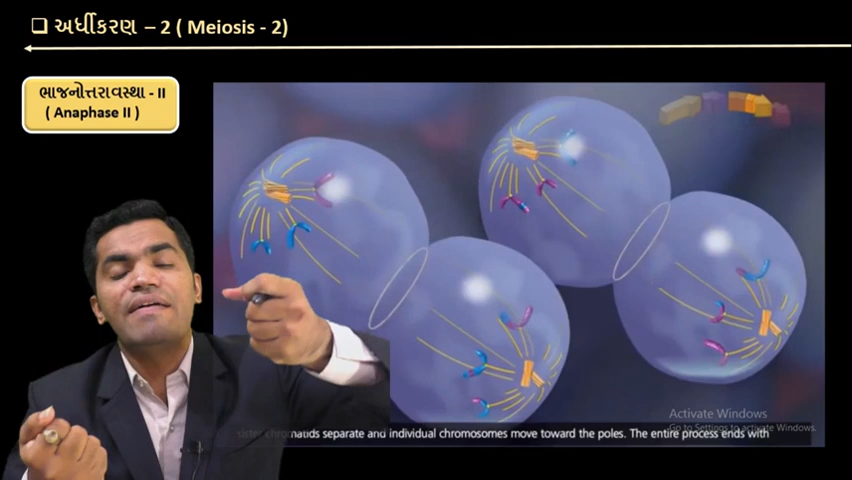 ❑ અર્ધીકરણ – 2 ( Meiosis - 2)
ભાજનોત્તરાવસ્થા - II
( Anaphase II )
Activate Windows
Go to Settings to activate Windows.
sister chromatids separate and individual chromosomes move toward the poles. The entire process ends with